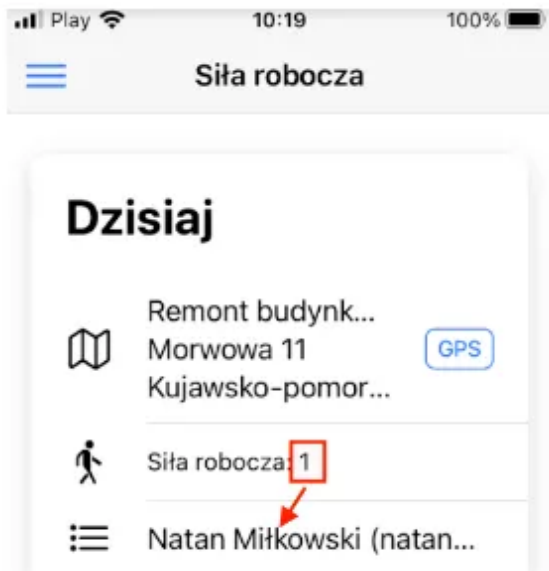 Play 10:19 100%
Siła robocza
Dzisiaj
Remont budynk...
Morwowa 11
Kujawsko-pomor...
GPS
Siła robocza: 1
Natan Miłkowski (natan...